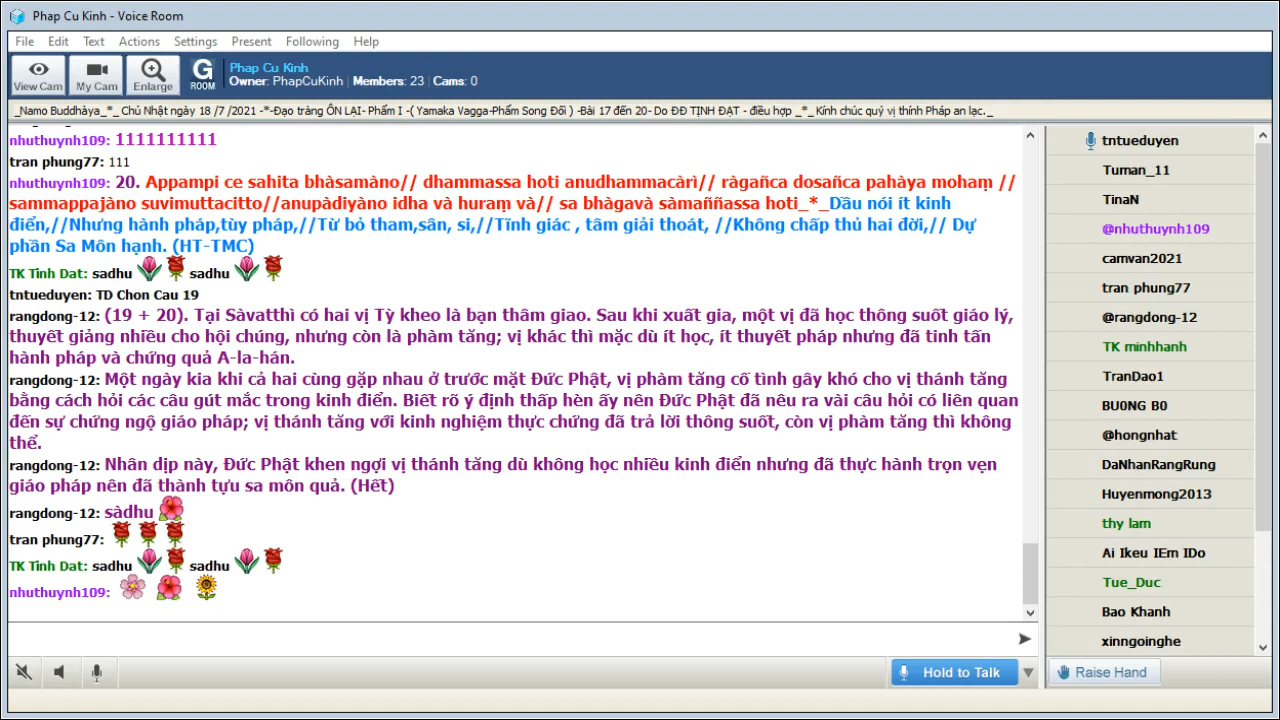 Phap Cu Kinh - Voice Room
File Edit Text Actions Settings Present Following Help
View Cam My Cam Enlarge G ROOM
Phap Cu Kinh
Owner: PhapCuKinh | Members: 23 | Cams: 0
_Namo Buddhàya_*_ Chủ Nhật ngày 18 /7 /2021 -*-Đạo tràng ÔN LẠI- Phẩm I -( Yamaka Vagga-Phẩm Song Đối ) -Bài 17 đến 20- Do ĐĐ TỊNH ĐẠT - điều hợp _*_ Kính chúc quý vị thính Pháp an lạc._
nhuthuynh109: 1111111111
tran phung77: 111
nhuthuynh109: 20. Appampi ce sahita bhàsamàno// dhammassa hoti anudhammacàrì// ràgañca dosañca pahàya mohaṃ //
sammappajàno suvimuttacitto//anupàdiyàno idha và huraṃ và// sa bhàgavà sàmaññassa hoti_*_Dầu nói ít kinh
điển,//Nhưng hành pháp,tùy pháp,//Từ bỏ tham,sân, si,//Tĩnh giác , tâm giải thoát, //Không chấp thủ hai đời,// Dự
phần Sa Môn hạnh. (HT-TMC)
TK Tinh Dat: sadhu sadhu
tntueduyen: TD Chon Cau 19
rangdong-12: (19 + 20). Tại Sàvatthì có hai vị Tỳ kheo là bạn thâm giao. Sau khi xuất gia, một vị đã học thông suốt giáo lý,
thuyết giảng nhiều cho hội chúng, nhưng còn là phàm tăng; vị khác thì mặc dù ít học, ít thuyết pháp nhưng đã tinh tấn
hành pháp và chứng quả A-la-hán.
rangdong-12: Một ngày kia khi cả hai cùng gặp nhau ở trước mặt Đức Phật, vị phàm tăng cố tình gây khó cho vị thánh tăng
bằng cách hỏi các câu gút mắc trong kinh điển. Biết rõ ý định thấp hèn ấy nên Đức Phật đã nêu ra vài câu hỏi có liên quan
đến sự chứng ngộ giáo pháp; vị thánh tăng với kinh nghiệm thực chứng đã trả lời thông suốt, còn vị phàm tăng thì không
thể.
rangdong-12: Nhân dịp này, Đức Phật khen ngợi vị thánh tăng dù không học nhiều kinh điển nhưng đã thực hành trọn vẹn
giáo pháp nên đã thành tựu sa môn quả. (Hết)
rangdong-12: sàdhu
tran phung77:
TK Tinh Dat: sadhu sadhu
nhuthuynh109:
Hold to Talk
tntueduyen
Tuman_11
TinaN
@nhuthuynh109
camvan2021
tran phung77
@rangdong-12
TK minhhanh
TranDao1
BU0NG B0
@hongnhat
DaNhanRangRung
Huyenmong2013
thy lam
Ai Ikeu IEm IDo
Tue_Duc
Bao Khanh
xinngoinghe
Raise Hand